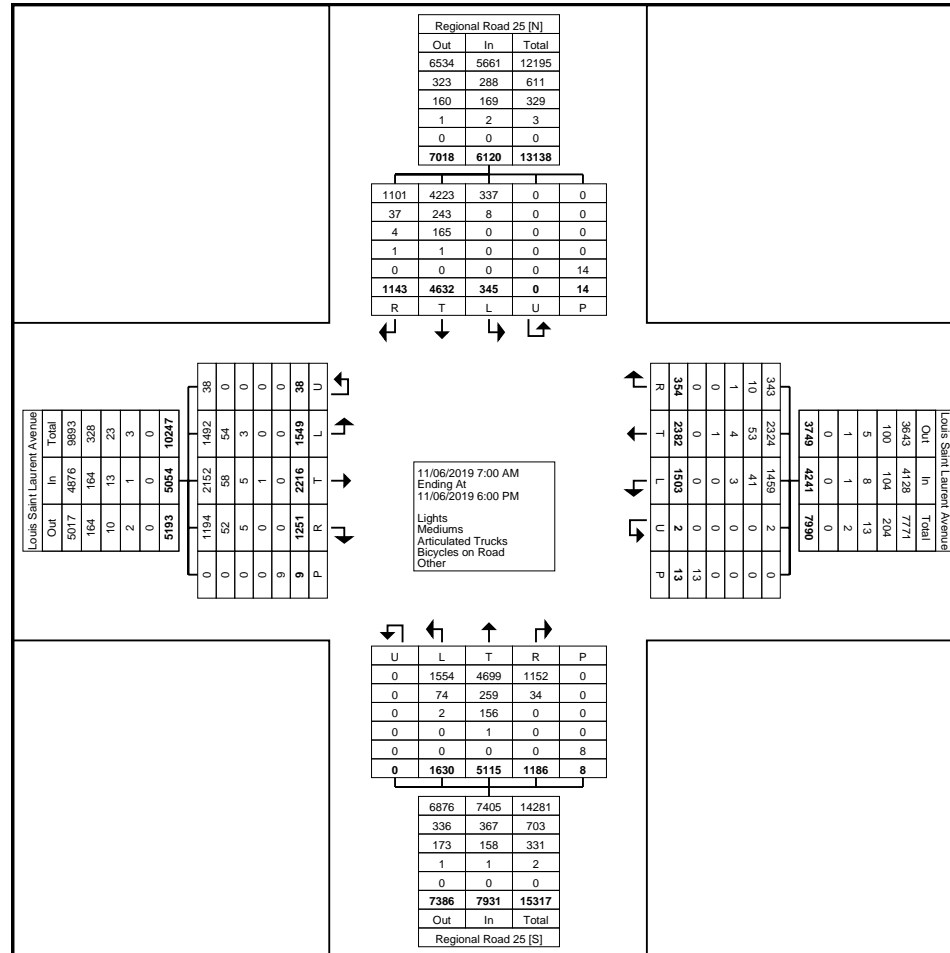 Regional Road 25 [N]
Out In Total
6534 5661 12195
323 288 611
160 169 329
1 2 3
0 0 0
7018 6120 13138
1101 4223 337 0 0
37 243 8 0 0
4 165 0 0 0
1 1 0 0 0
0 0 0 0 14
1143 4632 345 0 14
R T L U P
Louis Saint Laurent Avenue
Total 9893 328 23 3 0 10247
In 4876 164 13 1 0 5054
Out 5017 164 10 2 0 5193
38 0 0 0 0 38 U
1492 54 3 0 0 1549 L
2152 58 5 1 0 2216 T
1194 52 5 0 0 1251 R
0 0 0 0 9 9 P
11/06/2019 7:00 AM
Ending At
11/06/2019 6:00 PM
Lights
Mediums
Articulated Trucks
Bicycles on Road
Other
R 354 0 0 1 10 343
T 2382 0 1 4 53 2324
L 1503 0 0 3 41 1459
U 2 0 0 0 0 2
P 13 13 0 0 0 0
3749 0 1 5 100 3643 Out
4241 0 1 8 104 4128 In
7990 0 2 13 204 7771 Total
Louis Saint Laurent Avenue
U L T R P
0 1554 4699 1152 0
0 74 259 34 0
0 2 156 0 0
0 0 1 0 0
0 0 0 0 8
0 1630 5115 1186 8
6876 7405 14281
336 367 703
173 158 331
1 1 2
0 0 0
7386 7931 15317
Out In Total
Regional Road 25 [S]